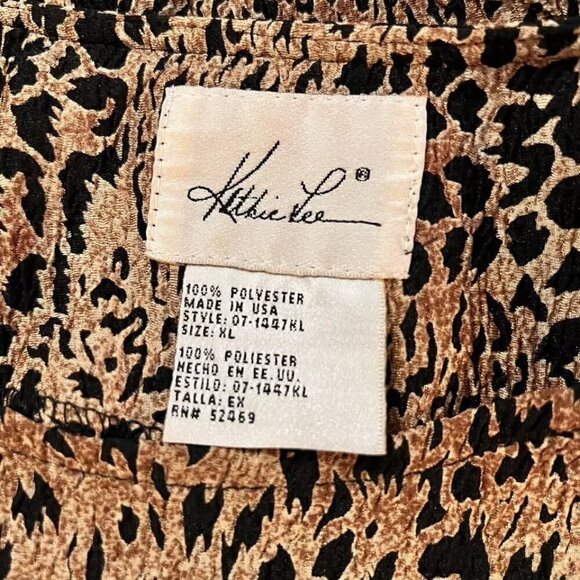 Kathie Lee ®
100% POLYESTER
MADE IN USA
STYLE: 07-1447KL
SIZE: XL
100% POLIESTER
HECHO EN EE.UU.
ESTILO: 07-1447KL
TALLA: EX
RN# 52469